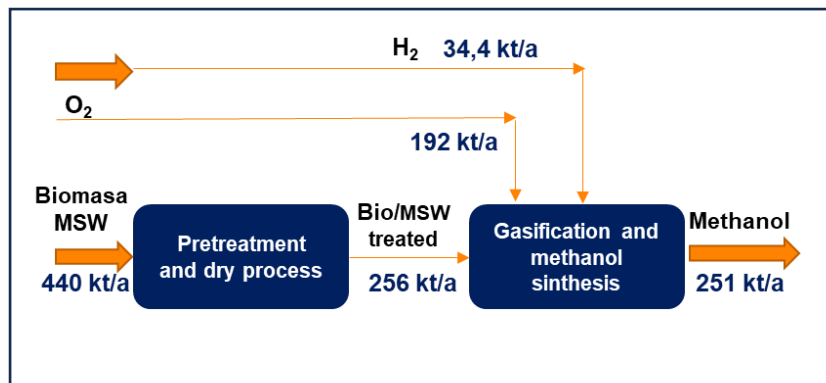 H₂ 34,4 kt/a
O₂
192 kt/a
Biomasa
MSW
440 kt/a
Pretreatment
and dry process
Bio/MSW
treated
256 kt/a
Gasification and
methanol
sinthesis
Methanol
251 kt/a